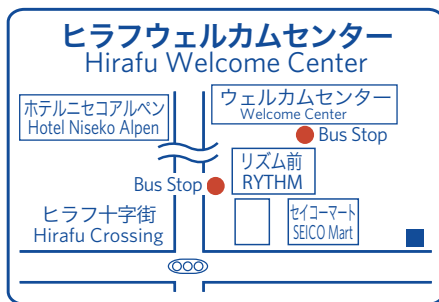 ヒラフウェルカムセンター
Hirafu Welcome Center
ホテルニセコアルペン
Hotel Niseko Alpen
ウェルカムセンター
Welcome Center
Bus Stop
リズム前
RYTHM
Bus Stop
ヒラフ十字街
Hirafu Crossing
セイコーマート
SEICO Mart